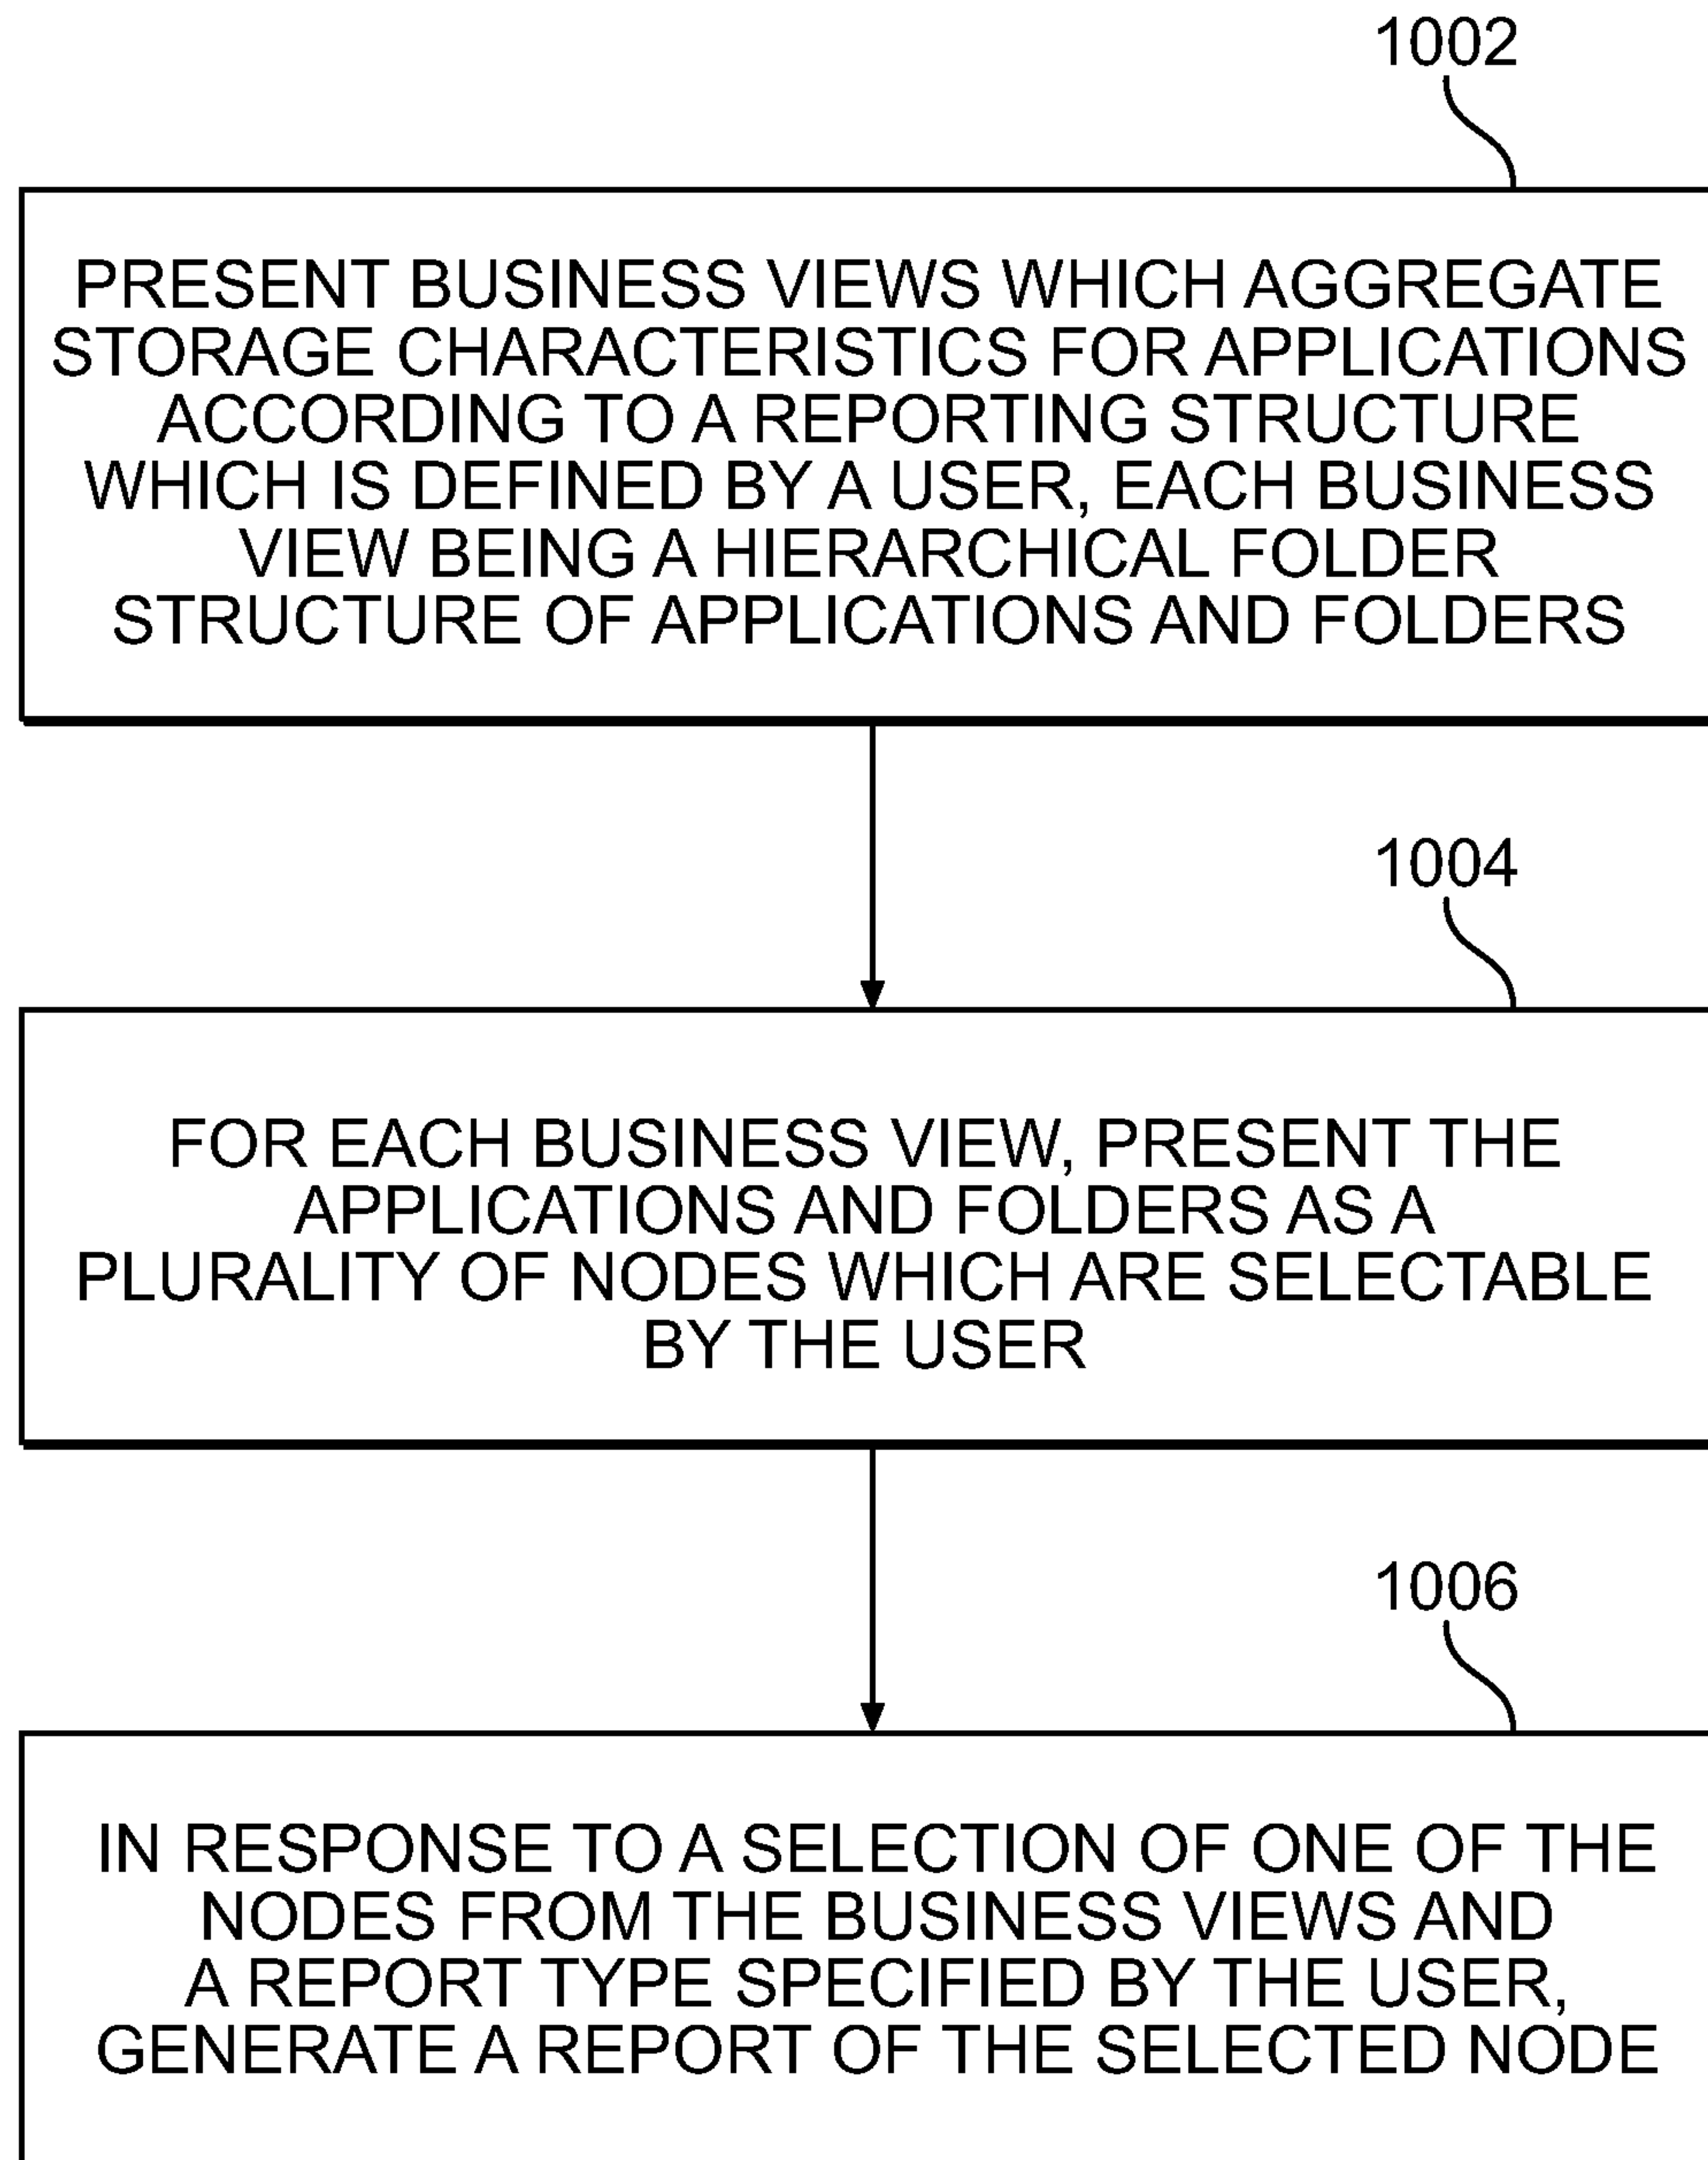 1002
PRESENT BUSINESS VIEWS WHICH AGGREGATE
STORAGE CHARACTERISTICS FOR APPLICATIONS
ACCORDING TO A REPORTING STRUCTURE
WHICH IS DEFINED BY A USER, EACH BUSINESS
VIEW BEING A HIERARCHICAL FOLDER
STRUCTURE OF APPLICATIONS AND FOLDERS
1004
FOR EACH BUSINESS VIEW, PRESENT THE
APPLICATIONS AND FOLDERS AS A
PLURALITY OF NODES WHICH ARE SELECTABLE
BY THE USER
1006
IN RESPONSE TO A SELECTION OF ONE OF THE
NODES FROM THE BUSINESS VIEWS AND
A REPORT TYPE SPECIFIED BY THE USER,
GENERATE A REPORT OF THE SELECTED NODE